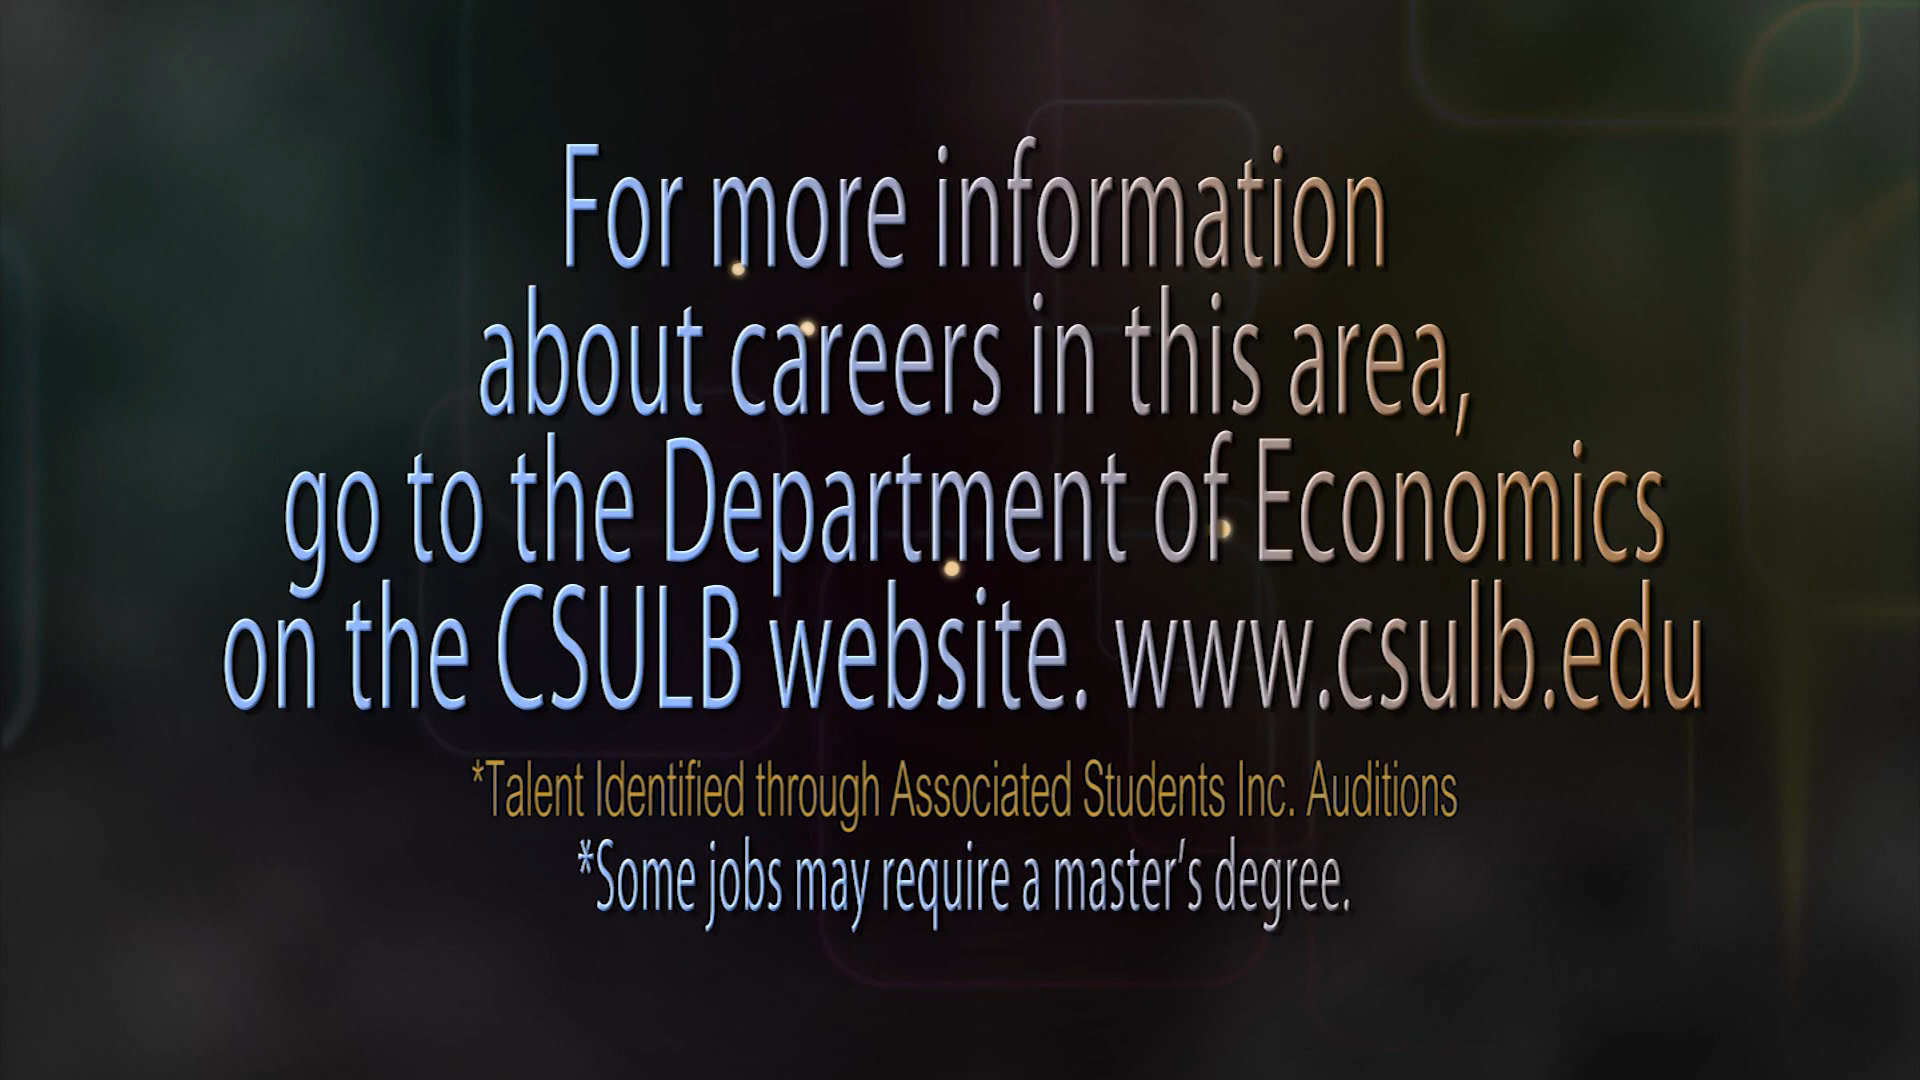 For more information
about careers in this area,
go to the Department of Economics
on the CSULB website. www.csulb.edu
*Talent Identified through Associated Students Inc. Auditions
*Some jobs may require a master's degree.